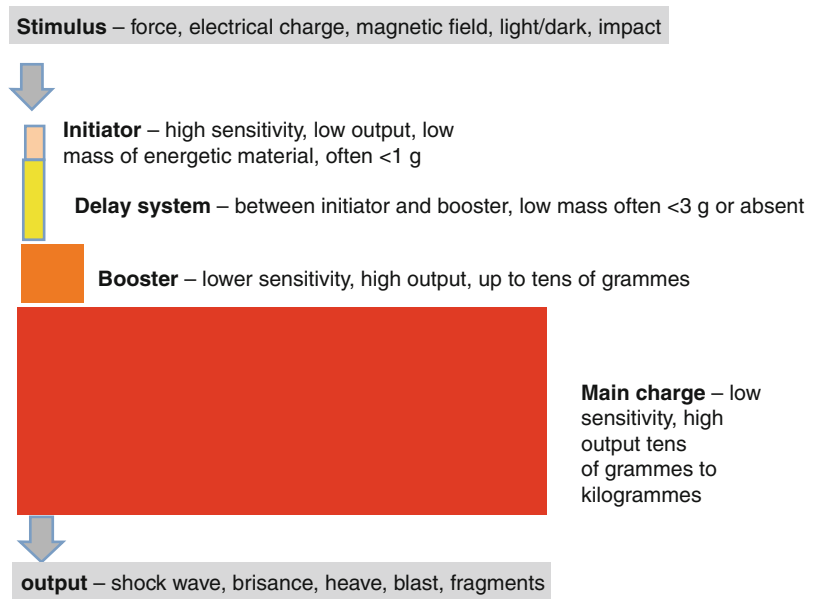 Stimulus – force, electrical charge, magnetic field, light/dark, impact
Initiator – high sensitivity, low output, low
mass of energetic material, often <1 g
Delay system – between initiator and booster, low mass often <3 g or absent
Booster – lower sensitivity, high output, up to tens of grammes
Main charge – low
sensitivity, high
output tens
of grammes to
kilogrammes
output – shock wave, brisance, heave, blast, fragments